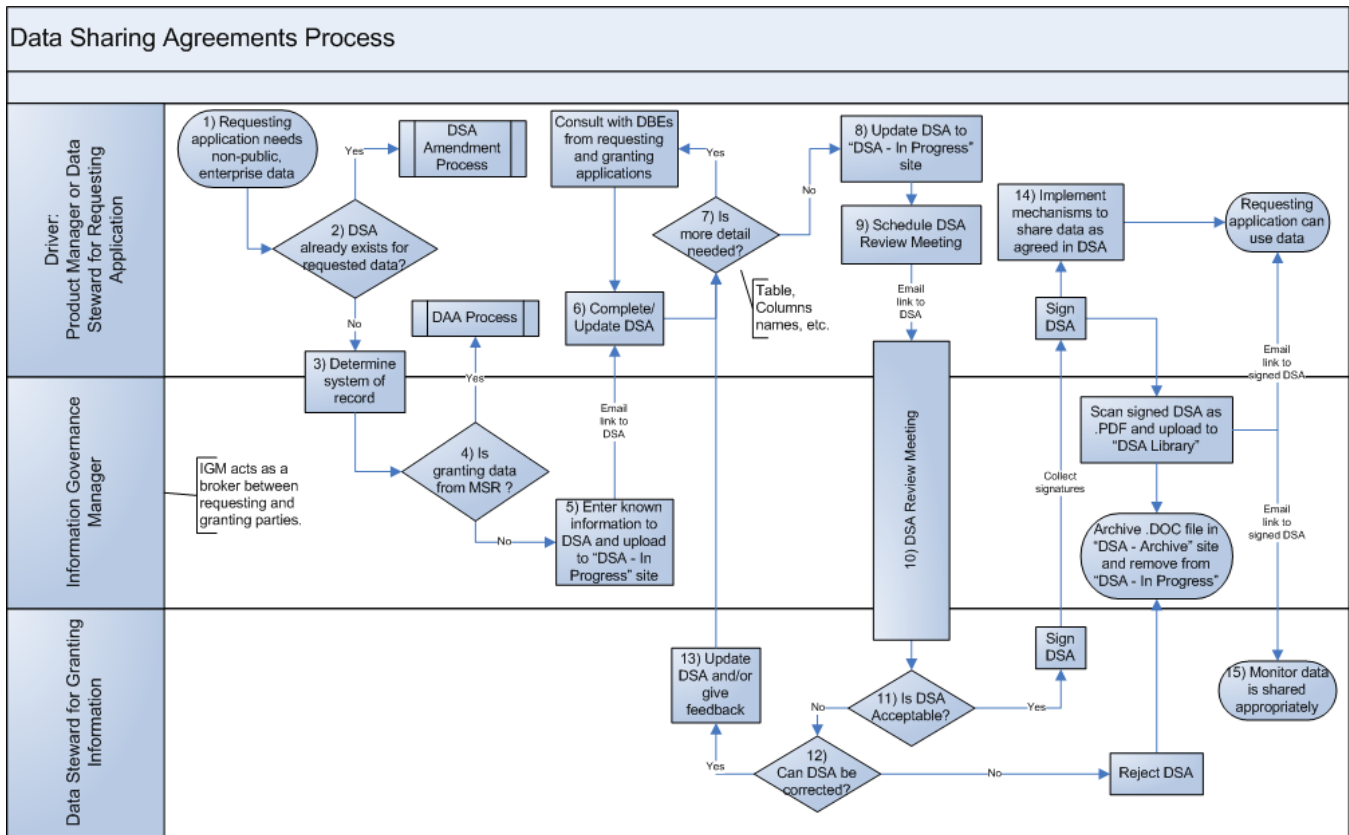 Data Sharing Agreements Process
Driver:
Product Manager or Data
Steward for Requesting
Application
1) Requesting
application needs
non-public,
enterprise data
Yes
DSA
Amendment
Process
2) DSA
already exists for
requested data?
No
DAA Process
3) Determine
system of
record
Yes
Consult with DBEs
from requesting
and granting
applications
Yes
7) Is
more detail
needed?
No
Table,
Columns
names, etc.
6) Complete/
Update DSA
8) Update DSA to
“DSA - In Progress”
site
9) Schedule DSA
Review Meeting
Email
link to
DSA
14) Implement
mechanisms to
share data as
agreed in DSA
Requesting
application can
use data
Sign
DSA
Email
link to
signed DSA
Information Governance
Manager
IGM acts as a
broker between
requesting and
granting parties.
4) Is
granting data
from MSR ?
No
Email
link to
DSA
5) Enter known
information to
DSA and upload
to “DSA - In
Progress” site
10) DSA Review Meeting
Collect
signatures
Scan signed DSA as
.PDF and upload to
“DSA Library”
Email
link to
signed DSA
Archive .DOC file in
“DSA - Archive” site
and remove from
“DSA - In Progress”
Data Steward for Granting
Information
13) Update
DSA and/or
give
feedback
Yes
11) Is DSA
Acceptable?
No
Yes
Sign
DSA
12)
Can DSA be
corrected?
No
Reject DSA
15) Monitor data
is shared
appropriately